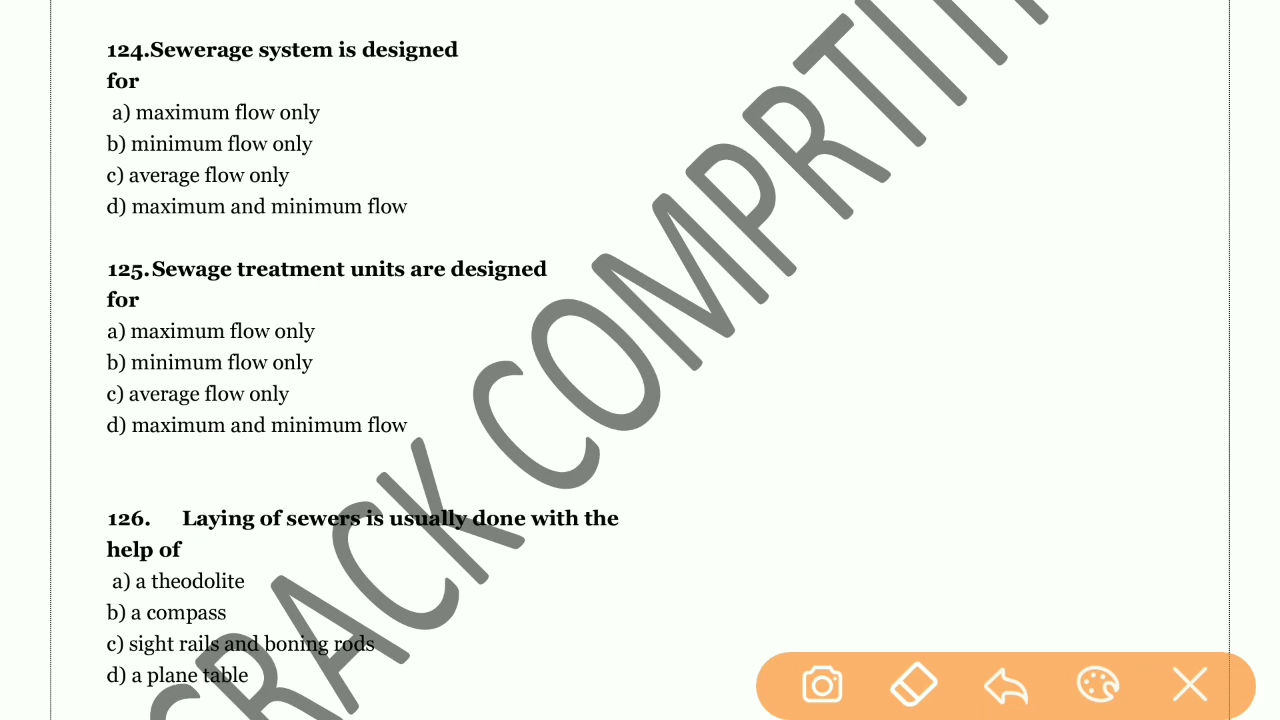 124.Sewerage system is designed
for
a) maximum flow only
b) minimum flow only
c) average flow only
d) maximum and minimum flow
125.Sewage treatment units are designed
for
a) maximum flow only
b) minimum flow only
c) average flow only
d) maximum and minimum flow
126. Laying of sewers is usually done with the
help of
a) a theodolite
b) a compass
c) sight rails and boning rods
d) a plane table
CRACK COMPRTITI